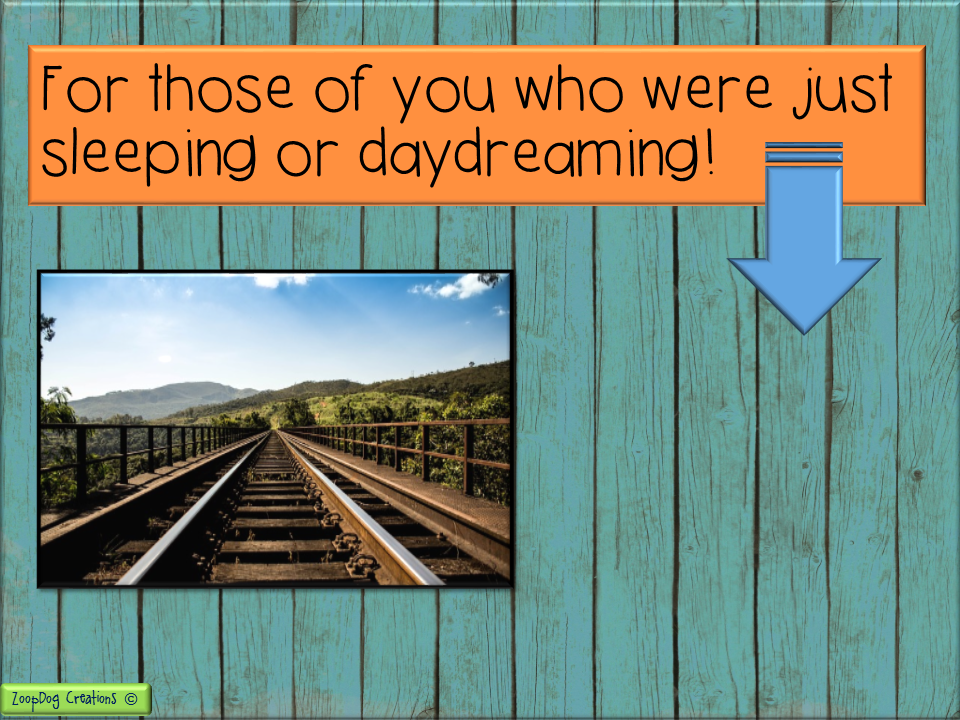 For those of you who were just
sleeping or daydreaming!
ZoopDog Creations ©